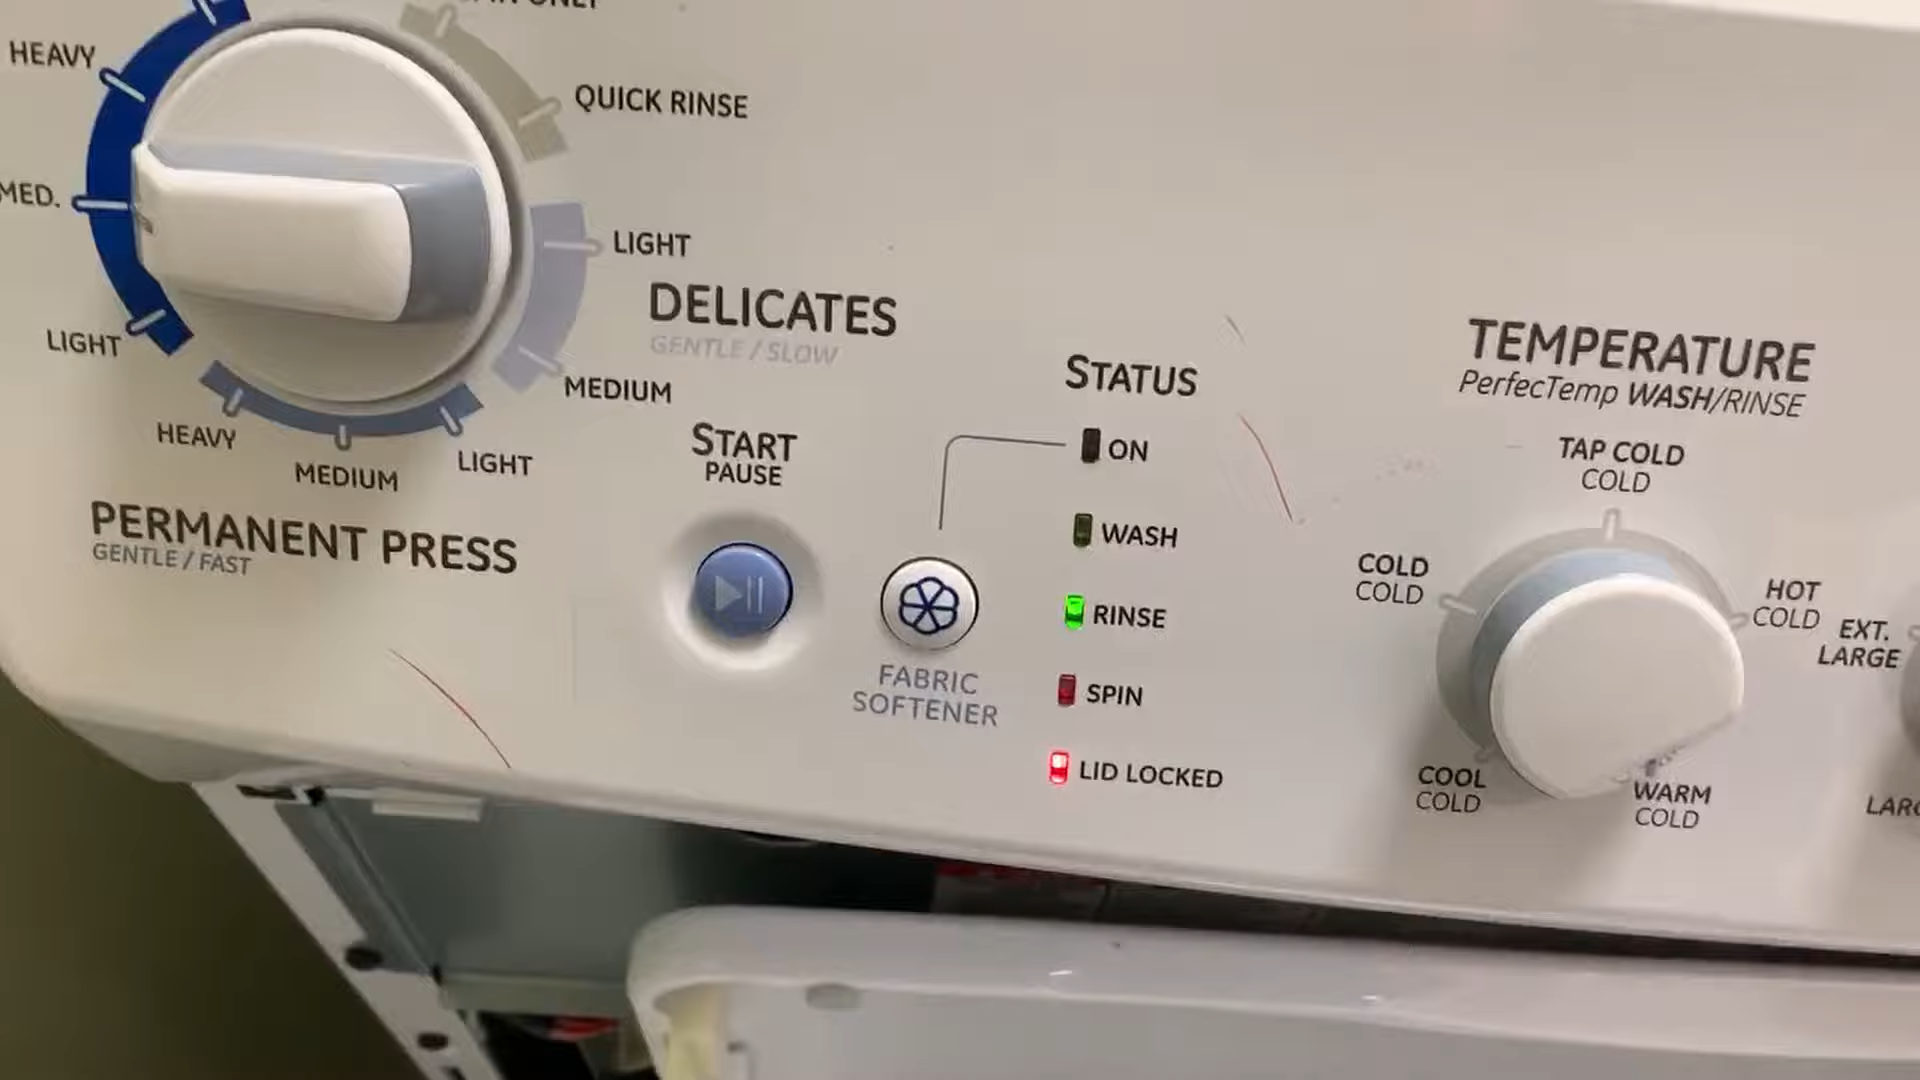 HEAVY
QUICK RINSE
MED.
LIGHT
DELICATES
GENTLE / SLOW
LIGHT
MEDIUM
HEAVY
MEDIUM
LIGHT
PERMANENT PRESS
GENTLE / FAST
START
PAUSE
FABRIC
SOFTENER
STATUS
ON
WASH
RINSE
SPIN
LID LOCKED
TEMPERATURE
PerfecTemp WASH/RINSE
TAP COLD
COLD
COLD
COLD
HOT
COLD
COOL
COLD
WARM
COLD
EXT.
LARGE